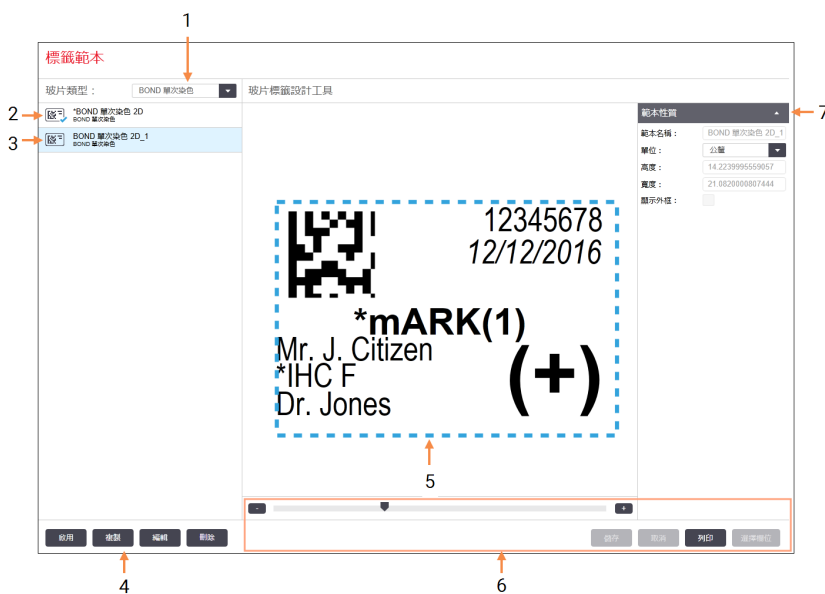 1
標籤範本
玻片類型： BOND 單次染色
玻片標籤設計工具
2
*BOND 單次染色 2D
BOND 單次染色
3
BOND 單次染色 2D_1
BOND 單次染色
範本性質
7
範本名稱： BOND 單次染色 2D_1
單位： 公釐
高度： 14.2239995559057
寬度： 21.0820000807444
顯示外框：
12345678
12/12/2016
*mARK(1)
Mr. J. Citizen
*IHC F
Dr. Jones
(+)
5
- +
啟用 複製 編輯 刪除
儲存 取消 列印 選擇欄位
4
6